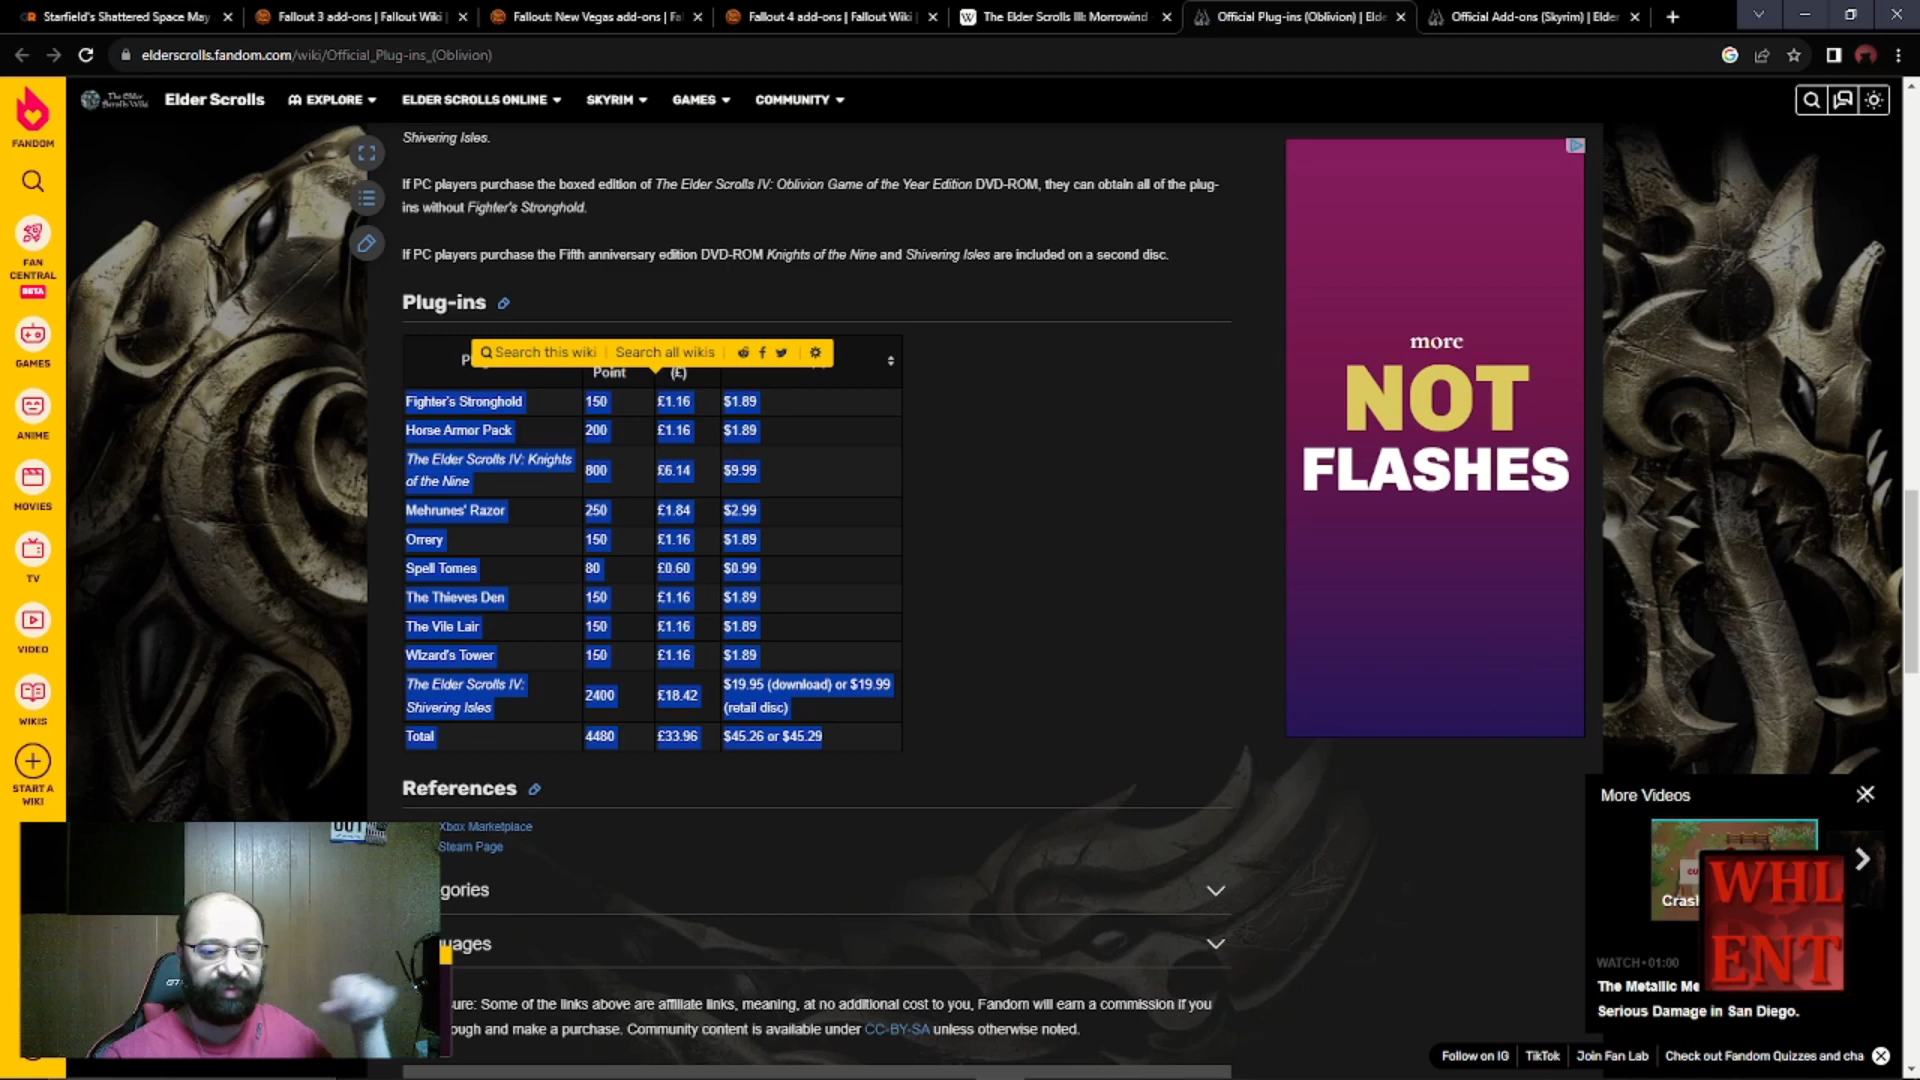 Starfield's Shattered Space May
Fallout 3 add-ons | Fallout Wiki |
Fallout: New Vegas add-ons | Fal
Fallout 4 add-ons | Fallout Wiki |
The Elder Scrolls III: Morrowind
Official Plug-ins (Oblivion) | Elde
Official Add-ons (Skyrim) | Elder
elderscrolls.fandom.com/wiki/Official_Plug-ins_(Oblivion)
The Elder Scrolls Wiki
Elder Scrolls
EXPLORE
ELDER SCROLLS ONLINE
SKYRIM
GAMES
COMMUNITY
FANDOM
FAN
CENTRAL
BETA
GAMES
ANIME
MOVIES
TV
VIDEO
WIKIS
START A
WIKI
Shivering Isles.
If PC players purchase the boxed edition of The Elder Scrolls IV: Oblivion Game of the Year Edition DVD-ROM, they can obtain all of the plug-
ins without Fighter's Stronghold.
If PC players purchase the Fifth anniversary edition DVD-ROM Knights of the Nine and Shivering Isles are included on a second disc.
Plug-ins
Search this wiki | Search all wikis
Point (£)
Fighter's Stronghold 150 £1.16 $1.89
Horse Armor Pack 200 £1.16 $1.89
The Elder Scrolls IV: Knights
of the Nine 800 £6.14 $9.99
Mehrunes' Razor 250 £1.84 $2.99
Orrery 150 £1.16 $1.89
Spell Tomes 80 £0.60 $0.99
The Thieves Den 150 £1.16 $1.89
The Vile Lair 150 £1.16 $1.89
Wizard's Tower 150 £1.16 $1.89
The Elder Scrolls IV:
Shivering Isles 2400 £18.42 $19.95 (download) or $19.99
(retail disc)
Total 4480 £33.96 $45.26 or $45.29
References
Xbox Marketplace
Steam Page
gories
uages
sure: Some of the links above are affiliate links, meaning, at no additional cost to you, Fandom will earn a commission if you
ough and make a purchase. Community content is available under CC-BY-SA unless otherwise noted.
more
NOT
FLASHES
More Videos
Crash
WHL
ENT
WATCH • 01:00
The Metallic Me
Serious Damage in San Diego.
Follow on IG
TikTok
Join Fan Lab
Check out Fandom Quizzes and cha
OUT
GT